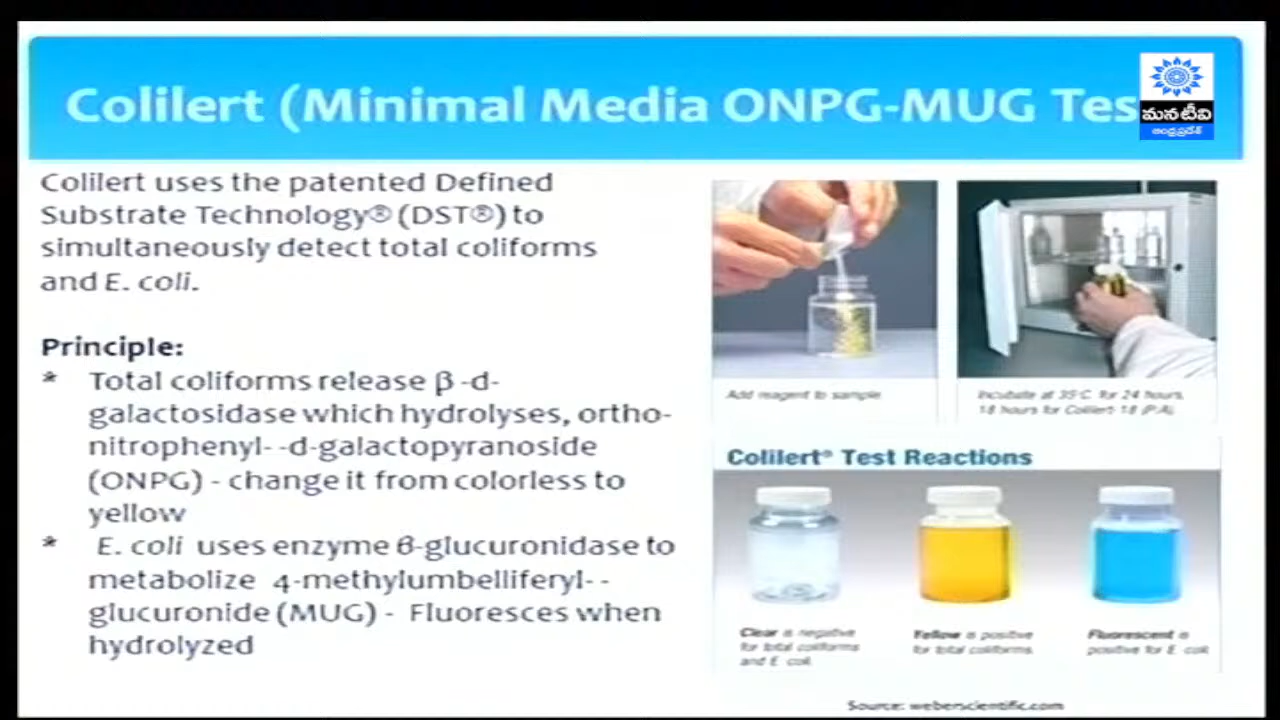 Colilert (Minimal Media ONPG-MUG Tes
మనటీవి
ఆంధ్రప్రదేశ్
Colilert uses the patented Defined
Substrate Technology® (DST®) to
simultaneously detect total coliforms
and E. coli.
Principle:
* Total coliforms release β -d-
galactosidase which hydrolyses, ortho-
nitrophenyl- -d-galactopyranoside
(ONPG) - change it from colorless to
yellow
* E. coli uses enzyme β-glucuronidase to
metabolize 4-methylumbelliferyl- -
glucuronide (MUG) - Fluoresces when
hydrolyzed
Add reagent to sample
Incubate at 35°C for 24 hours,
18 hours for Colilert-18 (P/A)
Colilert® Test Reactions
Clear is negative
for total coliforms
and E. coli.
Yellow is positive
for total coliforms.
Fluorescent is
positive for E. coli.
Source: weberscientific.com